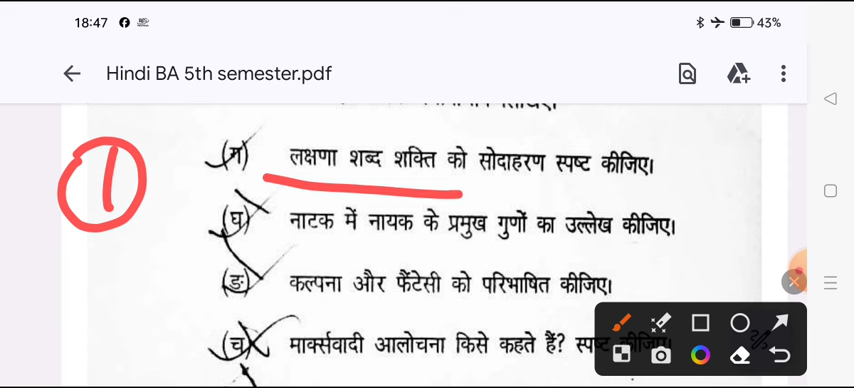 18:47 43%
Hindi BA 5th semester.pdf
1
(ग) लक्षणा शब्द शक्ति को सोदाहरण स्पष्ट कीजिए।
(घ) नाटक में नायक के प्रमुख गुणों का उल्लेख कीजिए।
(ङ) कल्पना और फैंटेसी को परिभाषित कीजिए।
(च) मार्क्सवादी आलोचना किसे कहते हैं?